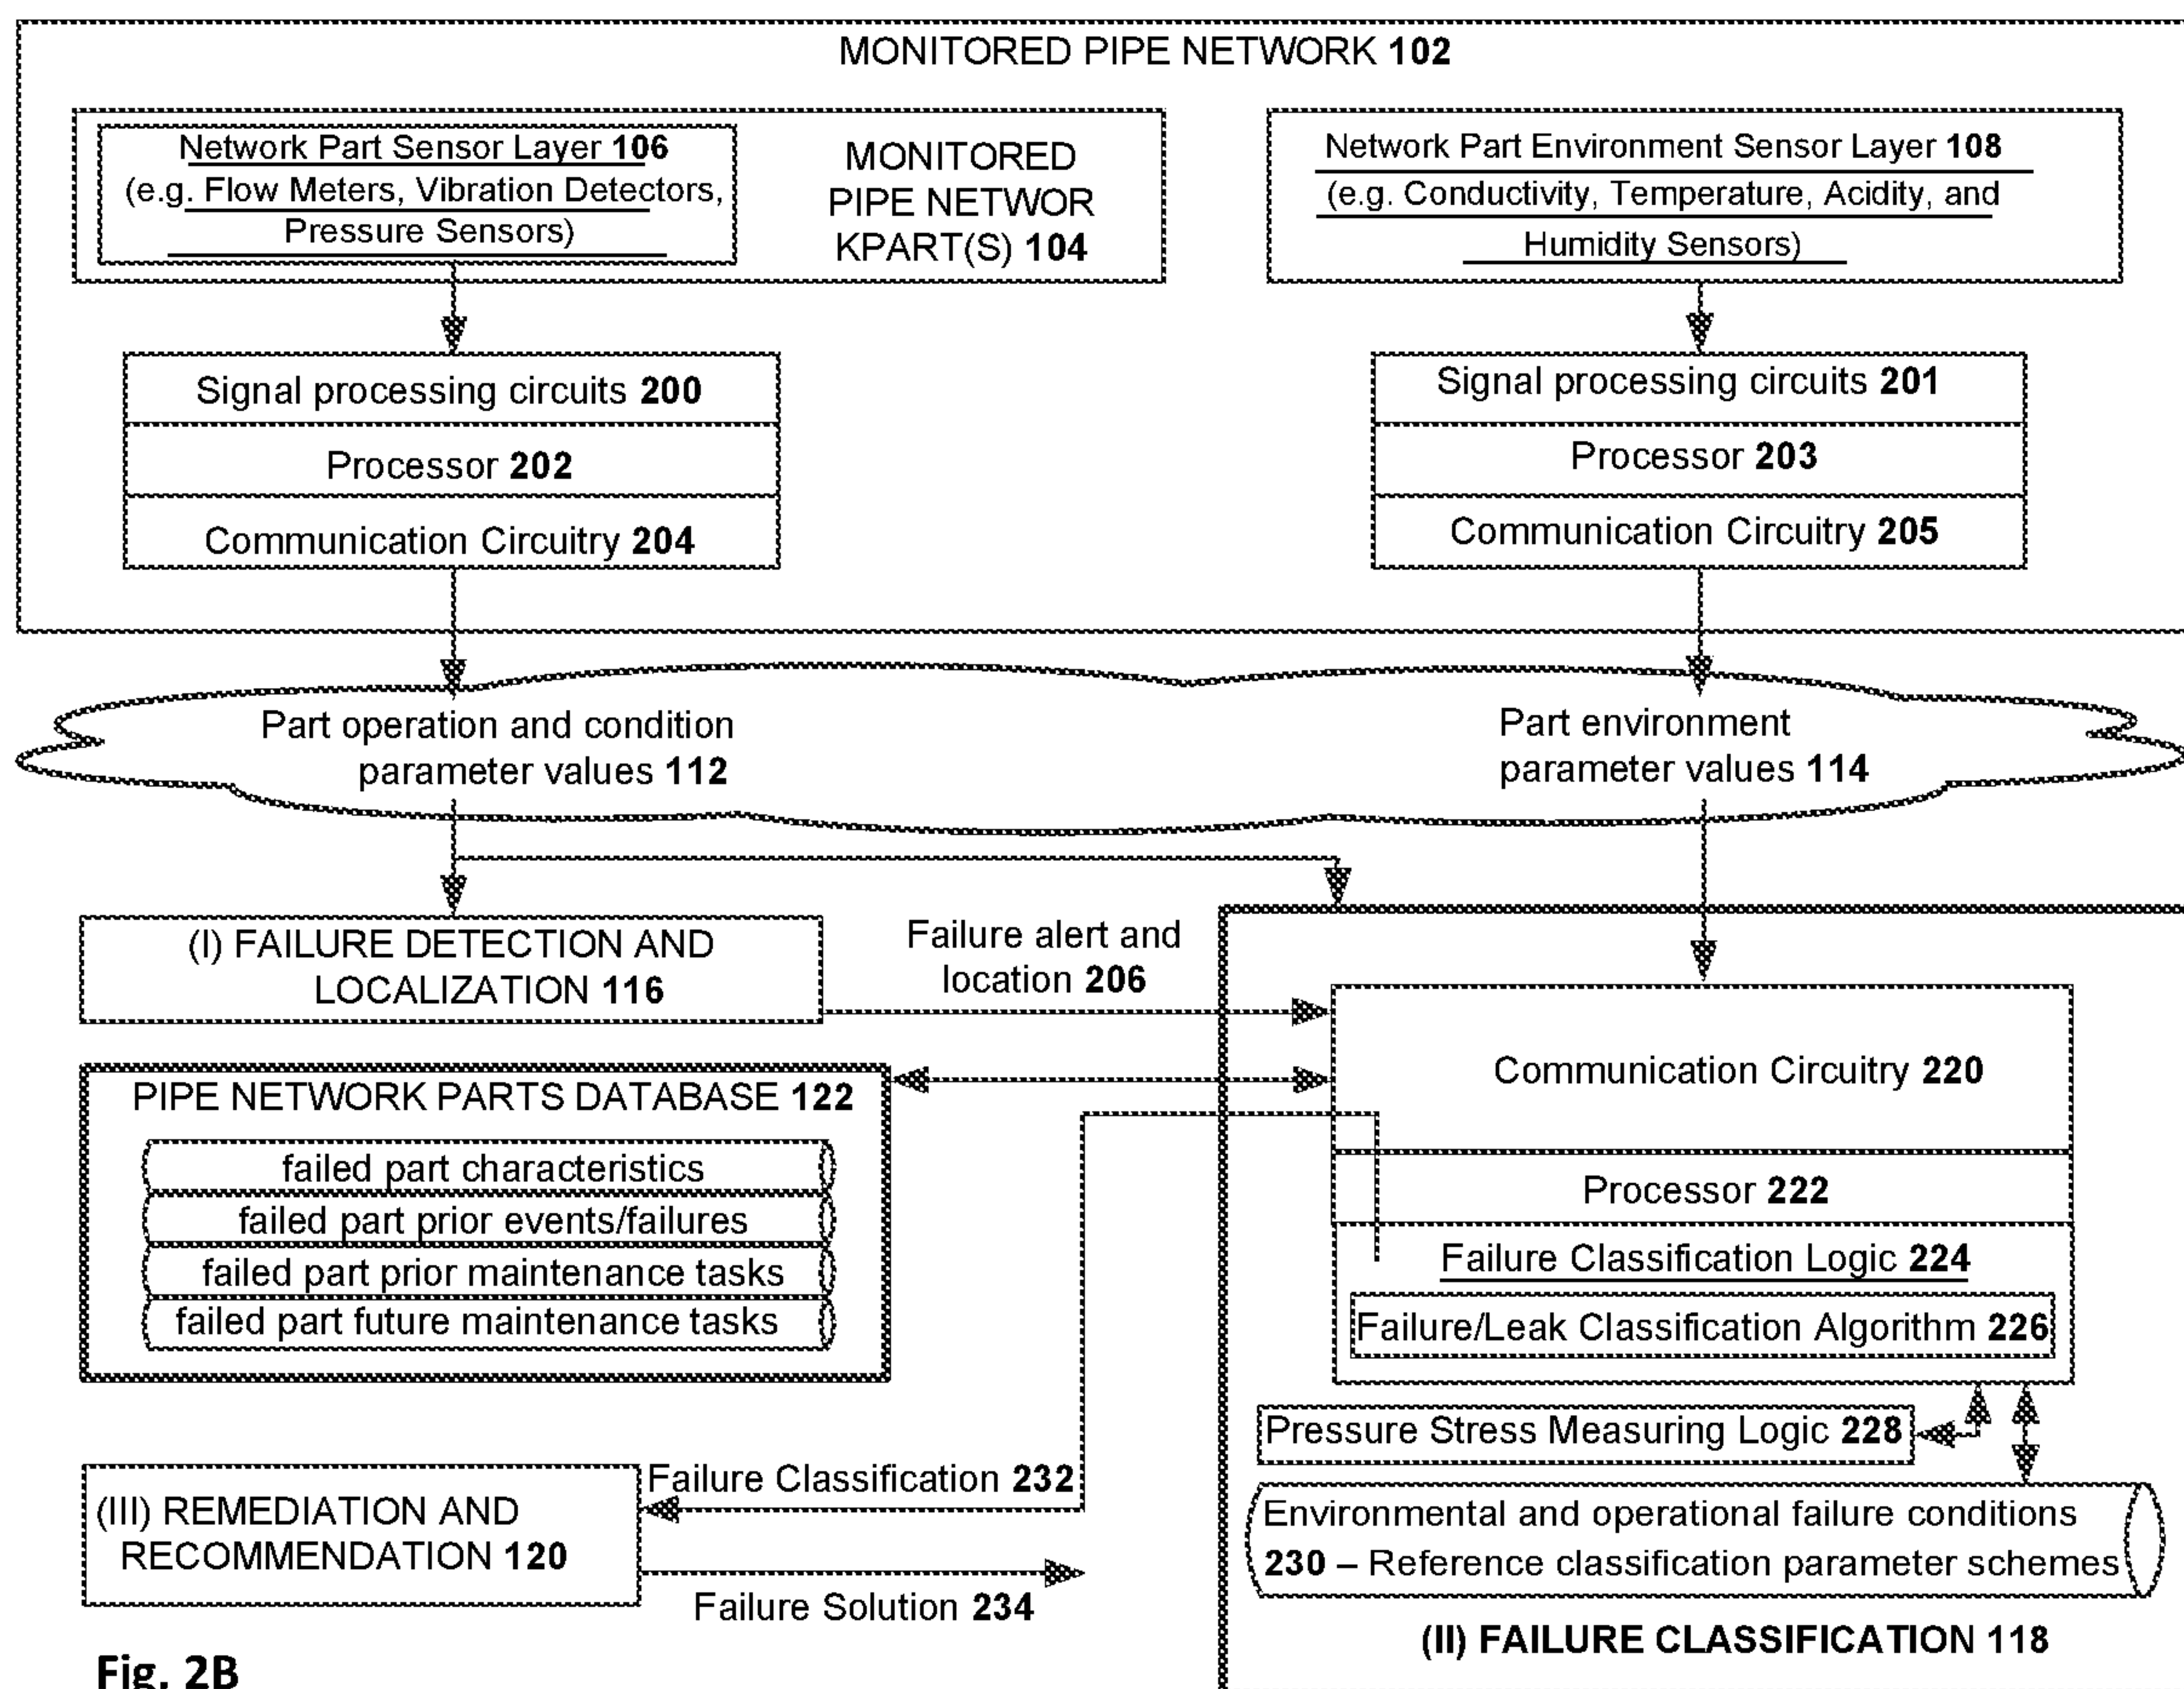 MONITORED PIPE NETWORK 102
Network Part Sensor Layer 106
(e.g. Flow Meters, Vibration Detectors,
Pressure Sensors)
MONITORED
PIPE NETWOR
KPART(S) 104
Network Part Environment Sensor Layer 108
(e.g. Conductivity, Temperature, Acidity, and
Humidity Sensors)
Signal processing circuits 200
Processor 202
Communication Circuitry 204
Signal processing circuits 201
Processor 203
Communication Circuitry 205
Part operation and condition
parameter values 112
Part environment
parameter values 114
(I) FAILURE DETECTION AND
LOCALIZATION 116
Failure alert and
location 206
Communication Circuitry 220
Processor 222
Failure Classification Logic 224
Failure/Leak Classification Algorithm 226
PIPE NETWORK PARTS DATABASE 122
failed part characteristics
failed part prior events/failures
failed part prior maintenance tasks
failed part future maintenance tasks
Pressure Stress Measuring Logic 228
Environmental and operational failure conditions
230 – Reference classification parameter schemes
(II) FAILURE CLASSIFICATION 118
Failure Classification 232
(III) REMEDIATION AND
RECOMMENDATION 120
Failure Solution 234
Fig. 2B